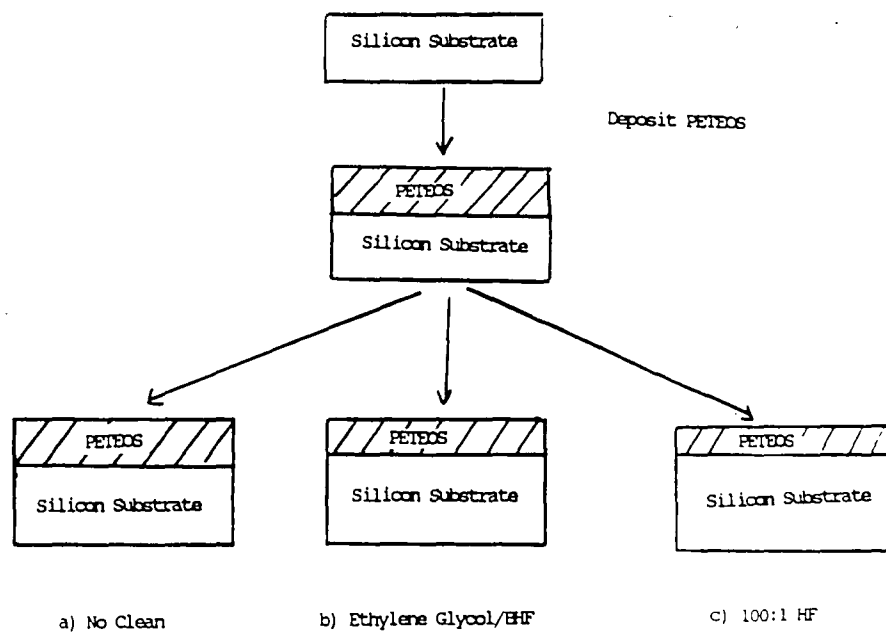 Silicon Substrate
Deposit PETEOS
PETEOS
Silicon Substrate
PETEOS
Silicon Substrate
PETEOS
Silicon Substrate
PETEOS
Silicon Substrate
a) No Clean
b) Ethylene Glycol/BHF
c) 100:1 HF